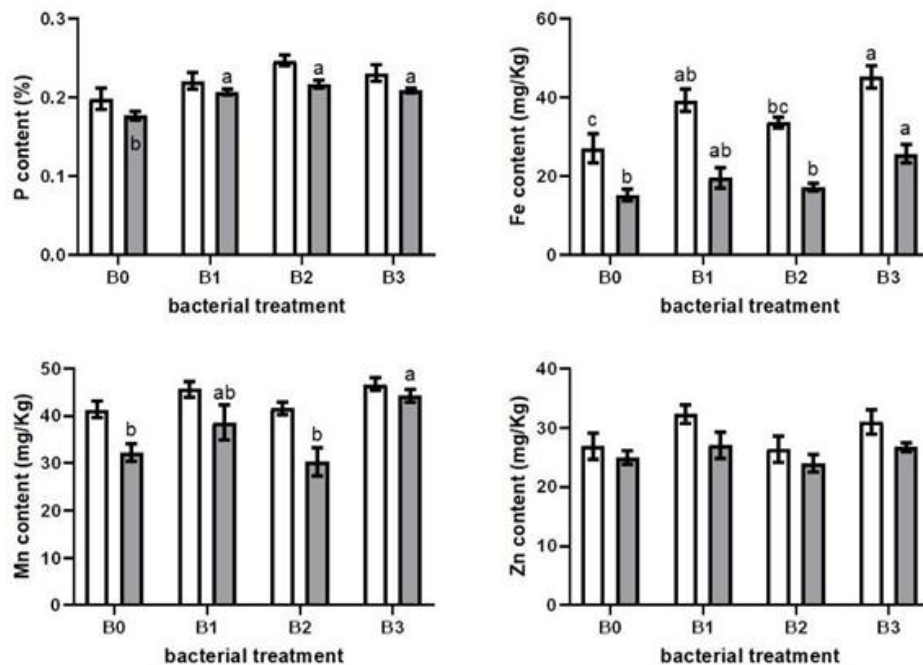 0.3
0.2
0.1
0.0
P content (%)
b
a
a
a
B0 B1 B2 B3
bacterial treatment
60
40
20
0
Fe content (mg/Kg)
c
b
ab
ab
bc
b
a
a
B0 B1 B2 B3
bacterial treatment
50
40
30
20
10
0
Mn content (mg/Kg)
b
ab
b
a
B0 B1 B2 B3
bacterial treatment
40
30
20
10
0
Zn content (mg/Kg)
B0 B1 B2 B3
bacterial treatment